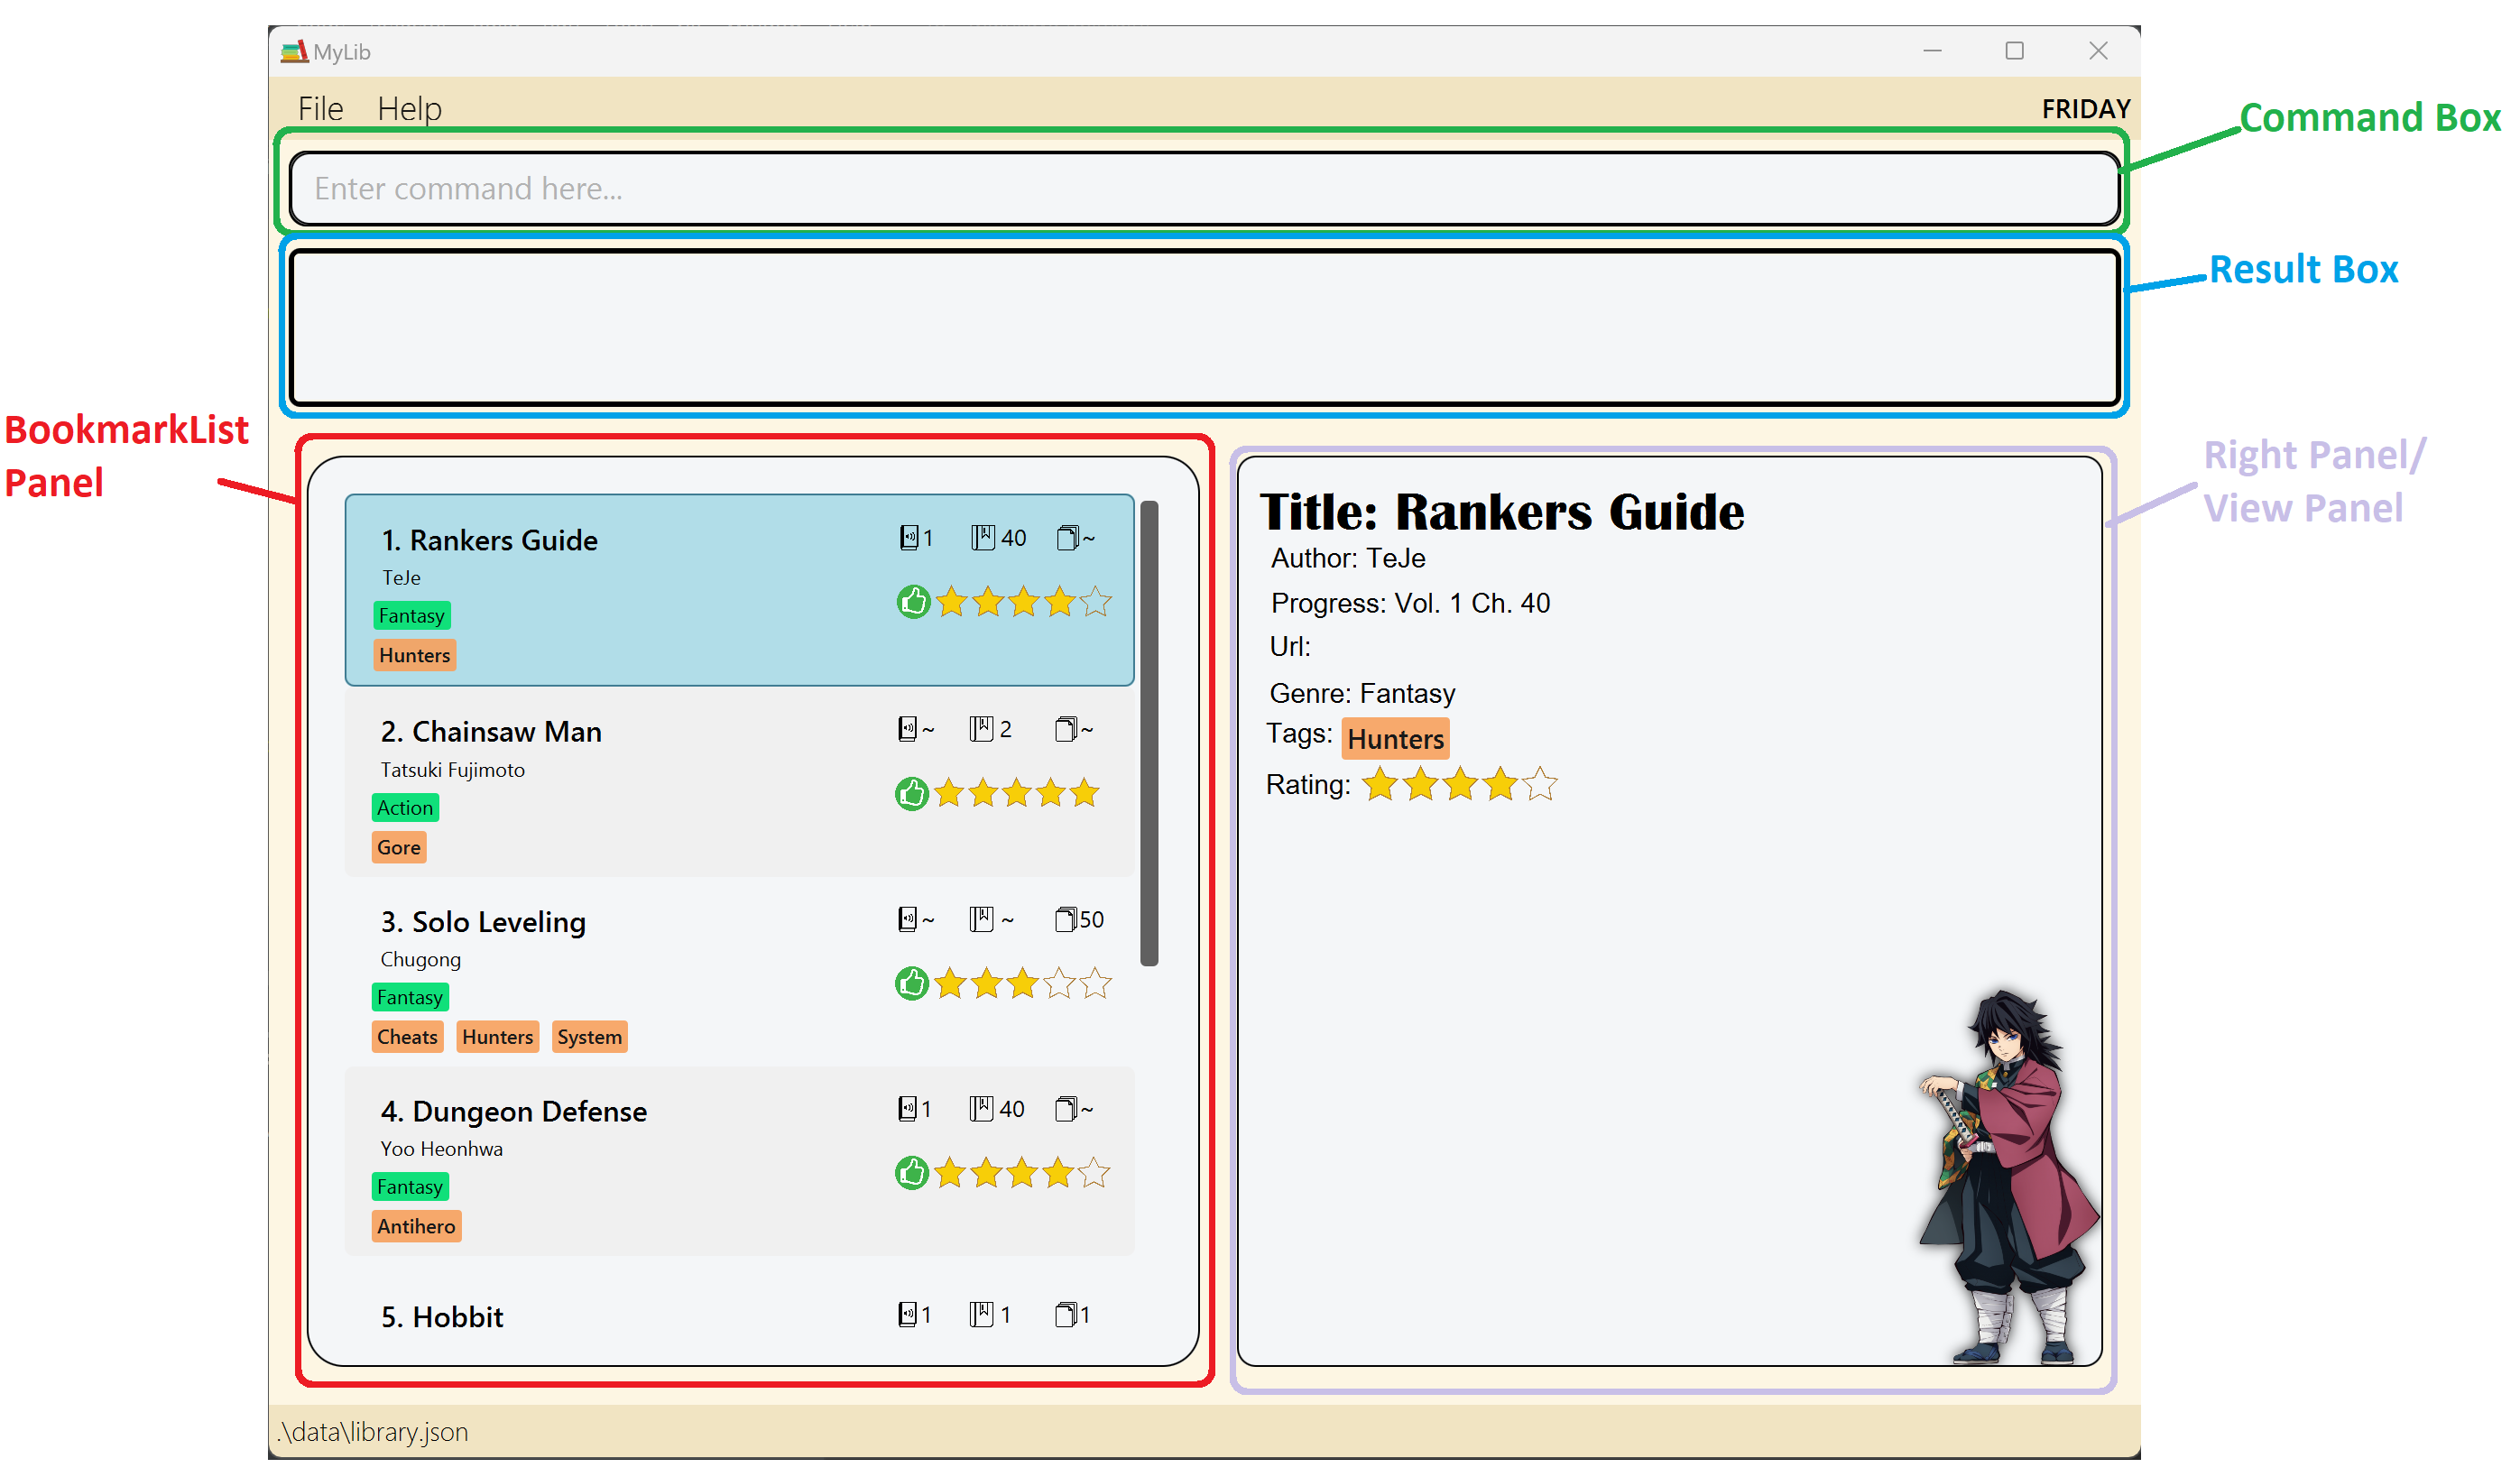 MyLib
File Help FRIDAY
Command Box
Enter command here...
Result Box
BookmarkList
Panel
Right Panel/
View Panel
1. Rankers Guide 1 40 ~
TeJe
Fantasy
Hunters
2. Chainsaw Man ~ 2 ~
Tatsuki Fujimoto
Action
Gore
3. Solo Leveling ~ ~ 50
Chugong
Fantasy
Cheats Hunters System
4. Dungeon Defense 1 40 ~
Yoo Heonhwa
Fantasy
Antihero
5. Hobbit 1 1 1
Title: Rankers Guide
Author: TeJe
Progress: Vol. 1 Ch. 40
Url:
Genre: Fantasy
Tags: Hunters
Rating:
.\data\library.json